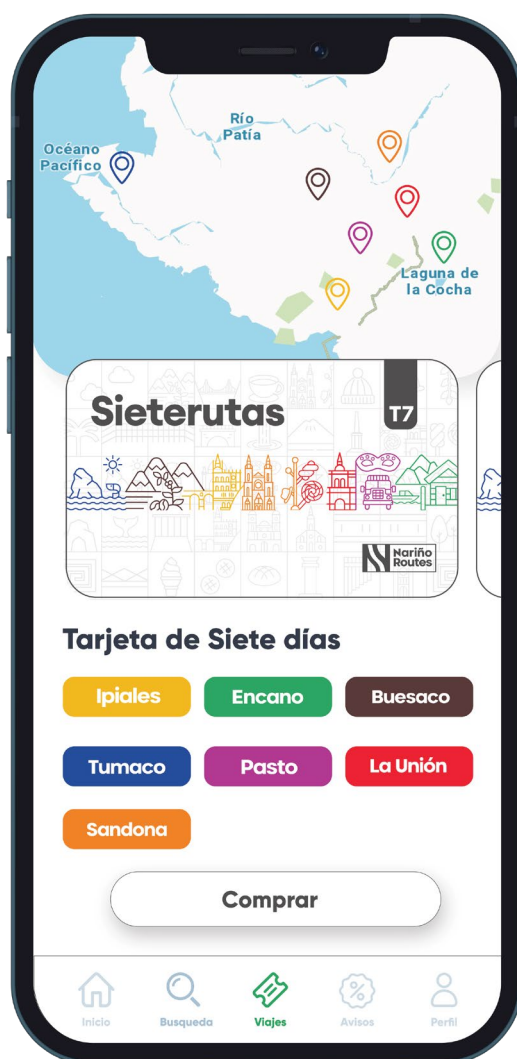 Río
Patía
Océano
Pacífico
Laguna de
la Cocha
Sieterutas
T7
Nariño
Routes
Tarjeta de Siete días
Ipiales
Encano
Buesaco
Tumaco
Pasto
La Unión
Sandona
Comprar
Inicio
Busqueda
Viajes
Avisos
Perfil